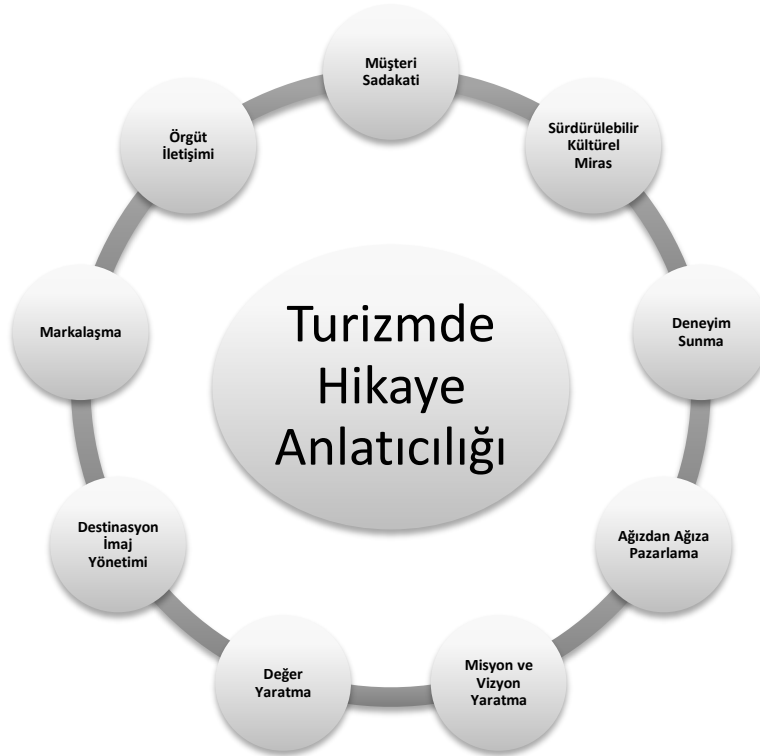 Müşteri
Sadakati
Sürdürülebilir
Kültürel
Miras
Deneyim
Sunma
Ağızdan Ağıza
Pazarlama
Misyon ve
Vizyon
Yaratma
Değer
Yaratma
Destinasyon
İmaj
Yönetimi
Markalaşma
Örgüt
İletişimi
Turizmde
Hikaye
Anlatıcılığı